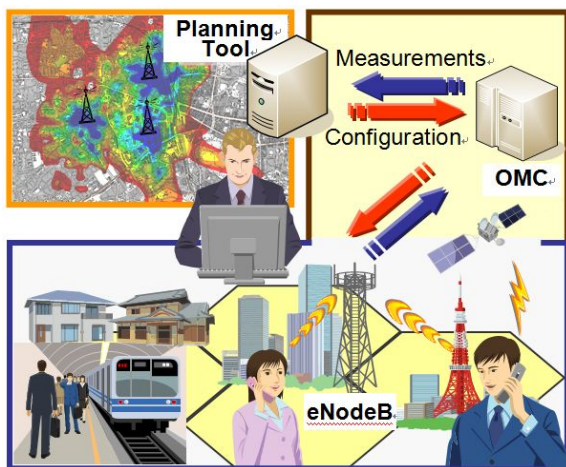 Planning
Tool
Measurements
Configuration
OMC
eNodeB